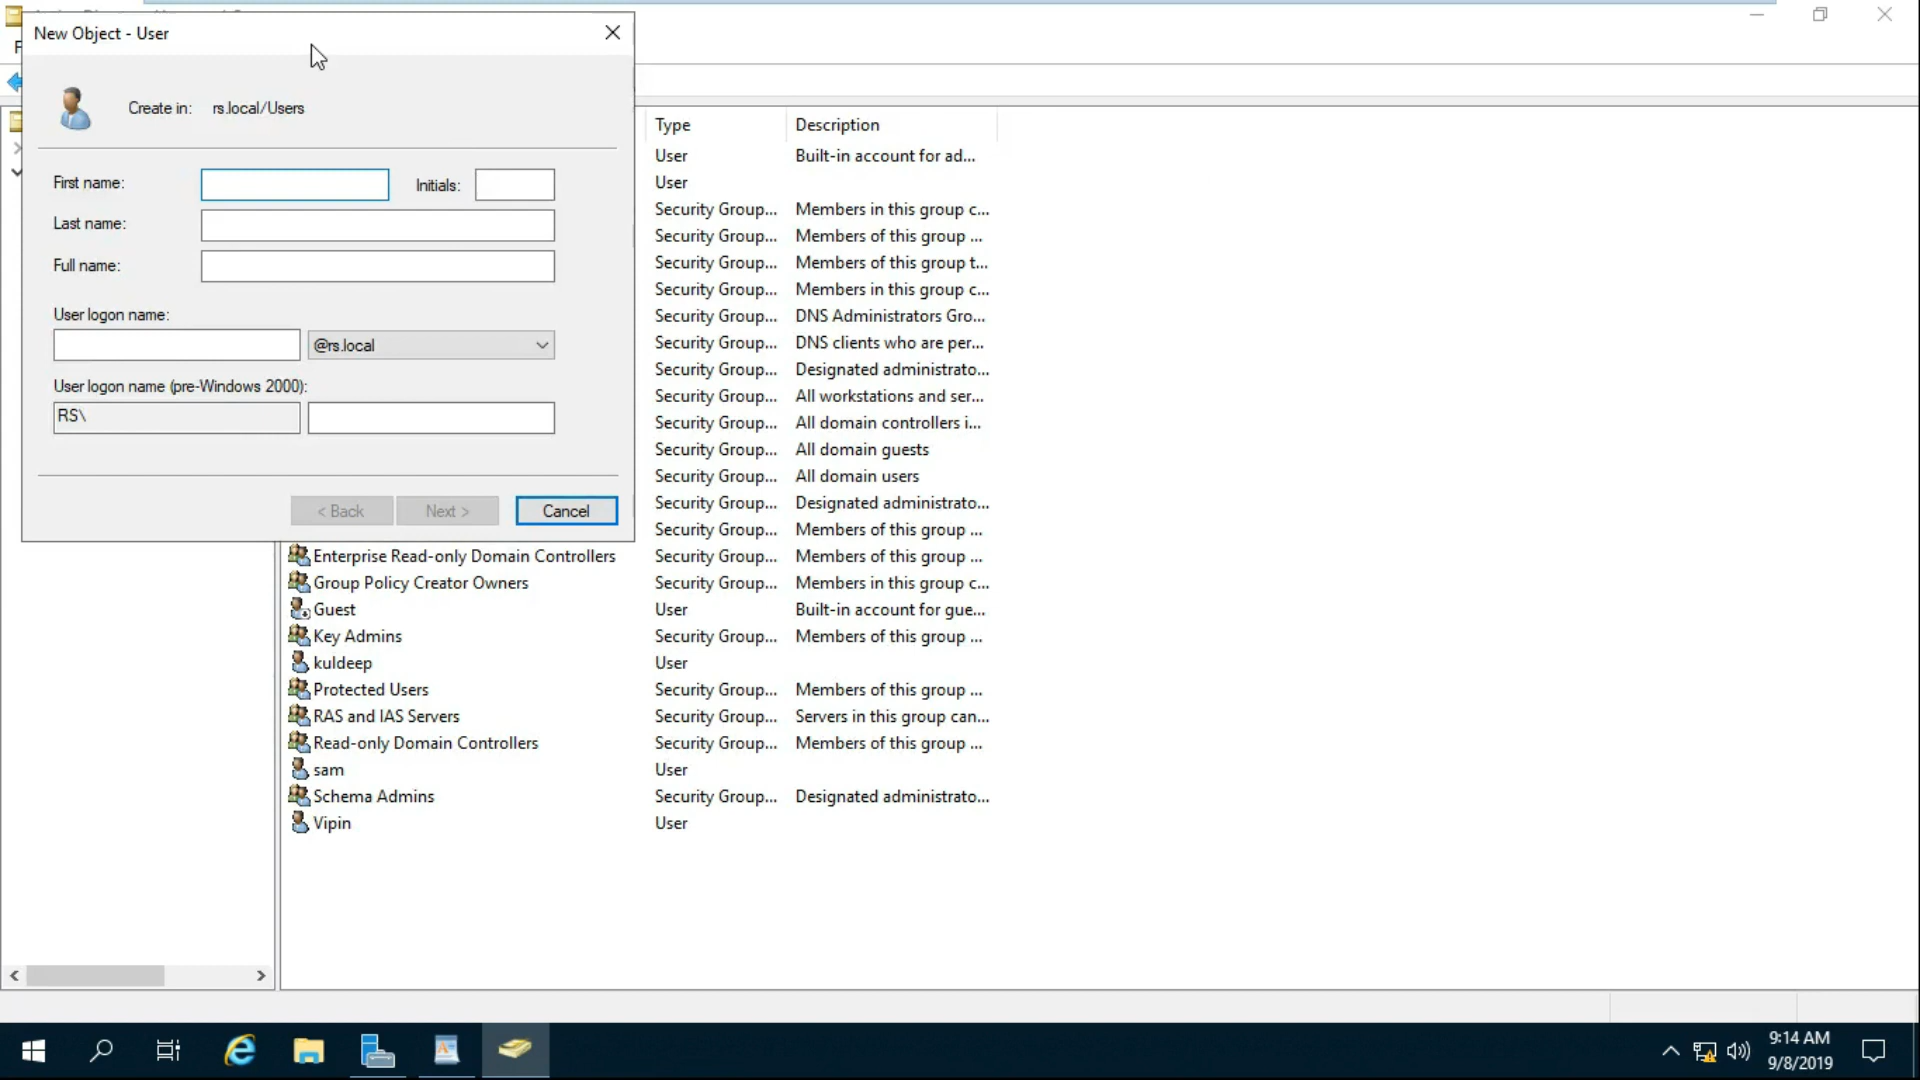 New Object - User
Create in: rs.local/Users
First name:
Initials:
Last name:
Full name:
User logon name:
@rs.local
User logon name (pre-Windows 2000):
RS\
< Back
Next >
Cancel
Type Description
User Built-in account for ad...
User
Security Group... Members in this group c...
Security Group... Members of this group ...
Security Group... Members of this group t...
Security Group... Members in this group c...
Security Group... DNS Administrators Gro...
Security Group... DNS clients who are per...
Security Group... Designated administrato...
Security Group... All workstations and ser...
Security Group... All domain controllers i...
Security Group... All domain guests
Security Group... All domain users
Security Group... Designated administrato...
Security Group... Members of this group ...
Enterprise Read-only Domain Controllers Security Group... Members of this group ...
Group Policy Creator Owners Security Group... Members in this group c...
Guest User Built-in account for gue...
Key Admins Security Group... Members of this group ...
kuldeep User
Protected Users Security Group... Members of this group ...
RAS and IAS Servers Security Group... Servers in this group can...
Read-only Domain Controllers Security Group... Members of this group ...
sam User
Schema Admins Security Group... Designated administrato...
Vipin User
9:14 AM
9/8/2019